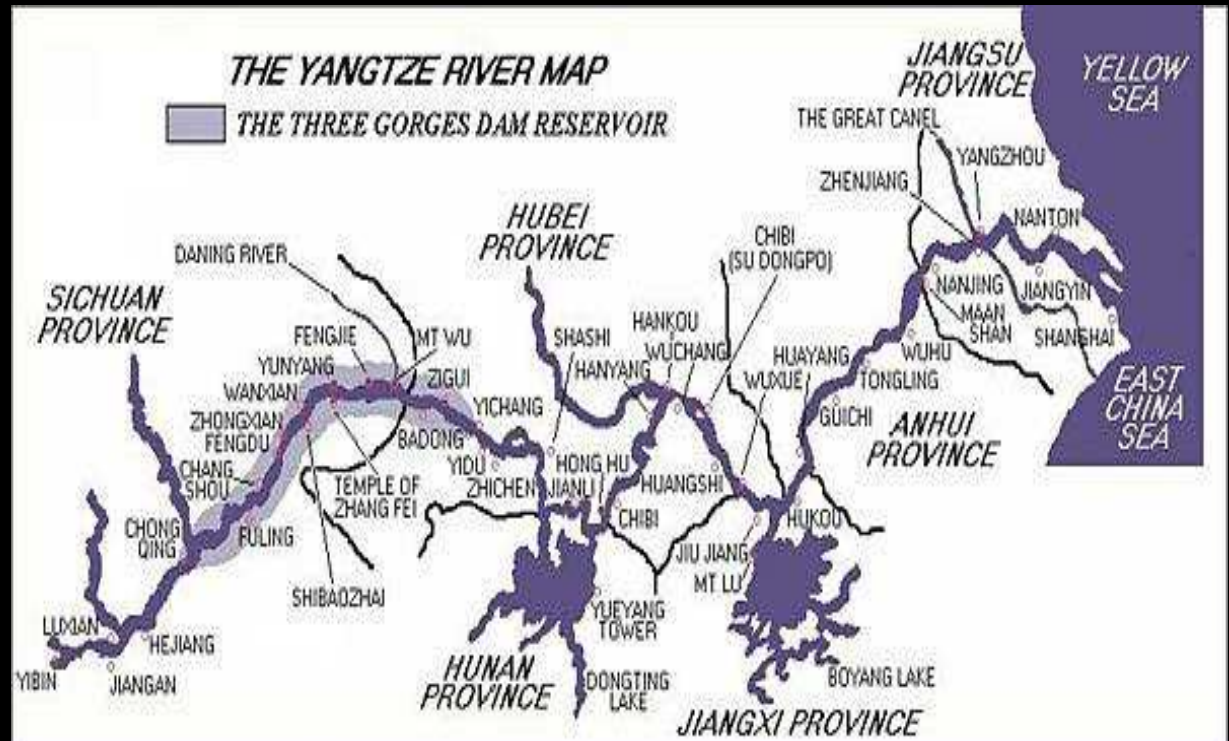 THE YANGTZE RIVER MAP
THE THREE GORGES DAM RESERVOIR
JIANGSU
PROVINCE
YELLOW
SEA
THE GREAT CANEL
YANGZHOU
ZHENJIANG
NANTON
HUBEI
PROVINCE
CHIBI
(SU DONGPO)
DANING RIVER
SICHUAN
PROVINCE
NANJING
JIANGYIN
MAAN
SHAN
SHANGHAI
FENGJIE
MT WU
SHASHI
HANKOU
WUCHANG
HANYANG
HUAYANG
WUXUE
WUHU
TONGLING
GUICHI
EAST
CHINA
SEA
ANHUI
PROVINCE
YUNYANG
WANXIAN
ZHONGXIAN
FENGDU
ZIGUI
YICHANG
BADONG
YIDU
ZHICHEN
HONG HU
JIANLI
HUANGSHI
CHANG
SHOU
TEMPLE OF
ZHANG FEI
CHIBI
HUKOU
CHONG
QING
FULING
JIU JIANG
MT LU
SHIBAOZHAI
YUEYANG
TOWER
LUXIAN
HEJIANG
YIBIN
JIANGAN
HUNAN
PROVINCE
DONGTING
LAKE
BOYANG LAKE
JIANGXI PROVINCE